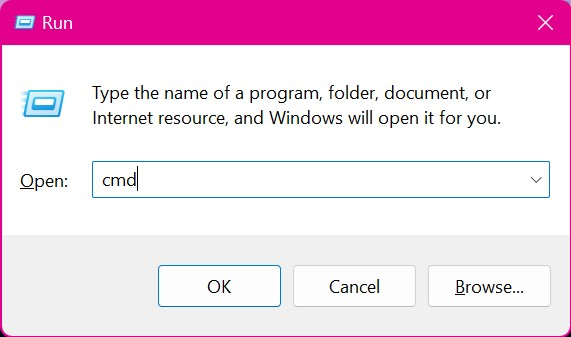 Run
Type the name of a program, folder, document, or
Internet resource, and Windows will open it for you.
Open: cmd
OK Cancel Browse...